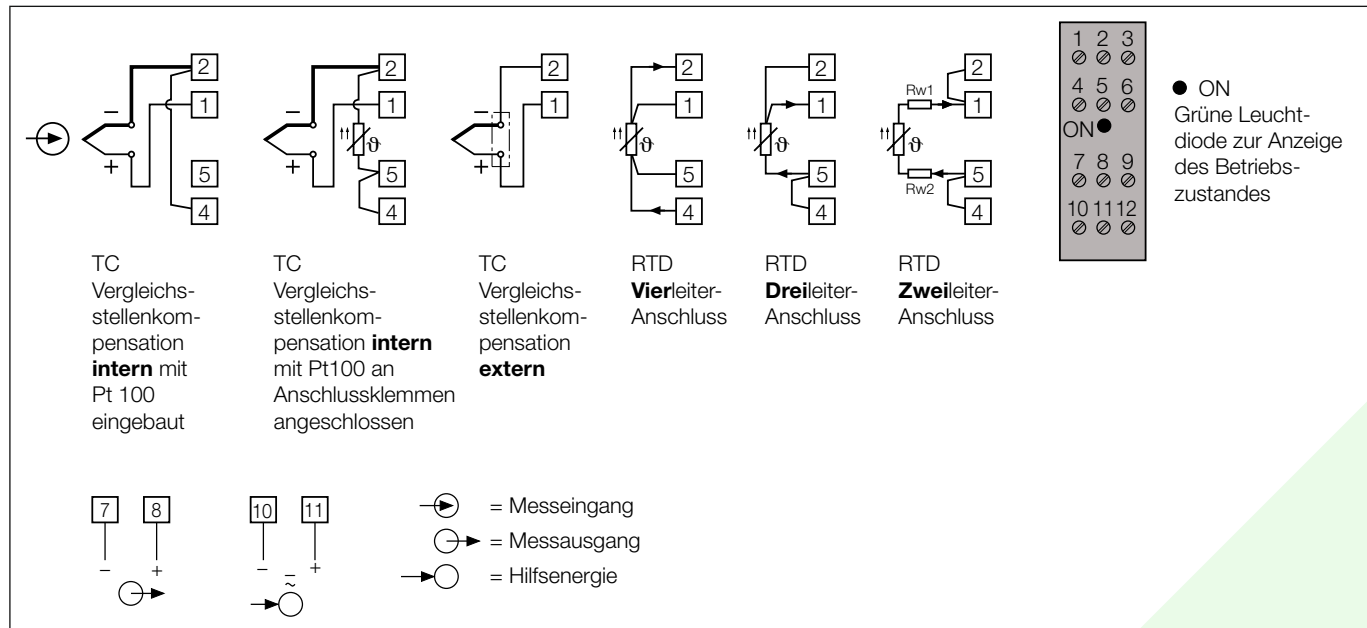 2
1
5
4
− +
TC
Vergleichs-
stellenkom-
pensation
intern mit
Pt 100
eingebaut
2
1
5
4
− +
ϑ
TC
Vergleichs-
stellenkom-
pensation intern
mit Pt100 an
Anschlussklemmen
angeschlossen
2
1
− +
TC
Vergleichs-
stellenkom-
pensation
extern
2
1
5
4
ϑ
RTD
Vierleiter-
Anschluss
2
1
5
4
ϑ
RTD
Dreileiter-
Anschluss
2
Rw1
1
ϑ
5
Rw2
4
RTD
Zweileiter-
Anschluss
1 2 3
4 5 6
ON
7 8 9
10 11 12
ON
Grüne Leucht-
diode zur Anzeige
des Betriebs-
zustandes
7 8
− +
10 11
− +
= Messeingang
= Messausgang
= Hilfsenergie